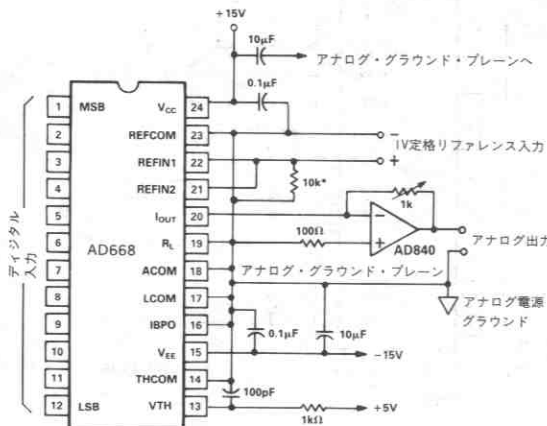 +15V
10μF
アナログ・グラウンド・プレーンへ
0.1μF
1 MSB VCC 24
2 REFCOM 23
−
1V定格リファレンス入力
3 REFIN1 22
+
4 REFIN2 21
10k*
5 IOUT 20
1k
6 RL 19
100Ω
−
+
AD840
アナログ出力
ディジタル
入力
AD668
7 ACOM 18
アナログ・グラウンド・プレーン
8 LCOM 17
アナログ電源
グラウンド
9 IBPO 16
0.1μF
10μF
10 VEE 15
−15V
11 THCOM 14
100pF
12 LSB VTH 13
1kΩ
+5V